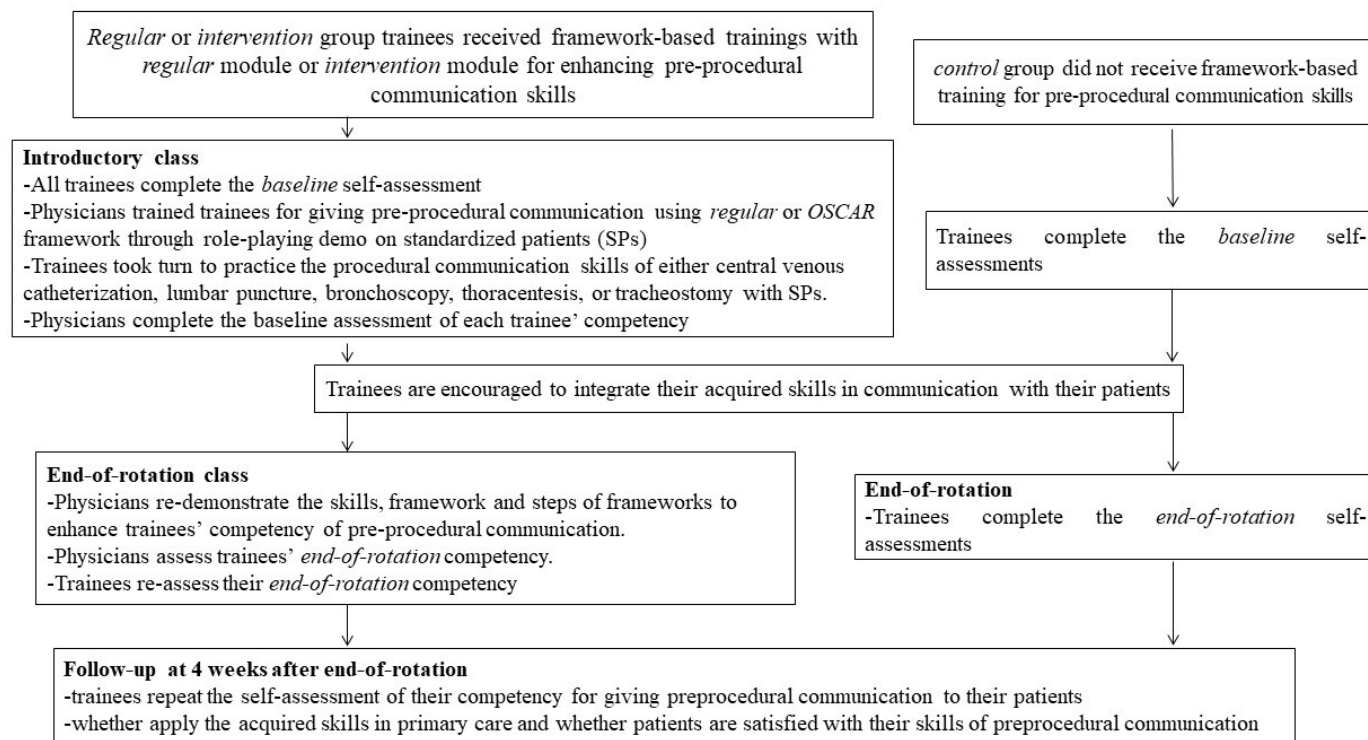 Regular or intervention group trainees received framework-based trainings with
regular module or intervention module for enhancing pre-procedural
communication skills
control group did not receive framework-based
training for pre-procedural communication skills
Introductory class
-All trainees complete the baseline self-assessment
-Physicians trained trainees for giving pre-procedural communication using regular or OSCAR
framework through role-playing demo on standardized patients (SPs)
-Trainees took turn to practice the procedural communication skills of either central venous
catheterization, lumbar puncture, bronchoscopy, thoracentesis, or tracheostomy with SPs.
-Physicians complete the baseline assessment of each trainee’ competency
Trainees complete the baseline self-
assessments
Trainees are encouraged to integrate their acquired skills in communication with their patients
End-of-rotation class
-Physicians re-demonstrate the skills, framework and steps of frameworks to
enhance trainees’ competency of pre-procedural communication.
-Physicians assess trainees’ end-of-rotation competency.
-Trainees re-assess their end-of-rotation competency
End-of-rotation
-Trainees complete the end-of-rotation self-
assessments
Follow-up at 4 weeks after end-of-rotation
-trainees repeat the self-assessment of their competency for giving preprocedural communication to their patients
-whether apply the acquired skills in primary care and whether patients are satisfied with their skills of preprocedural communication